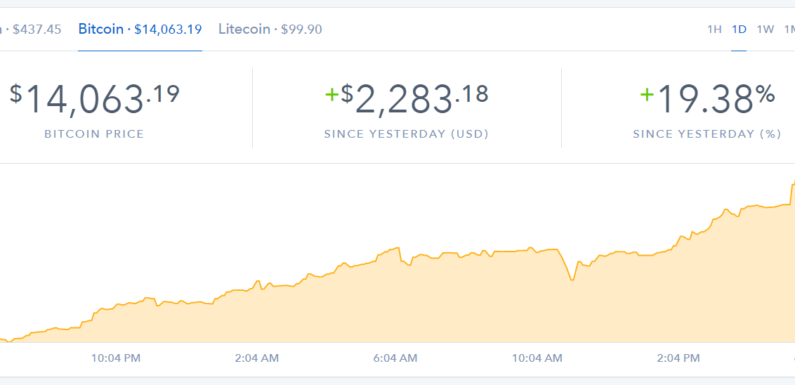 · $437.45 Bitcoin · $14,063.19 Litecoin · $99.90 1H 1D 1W
$14,063.19 +$2,283.18 +19.38%
BITCOIN PRICE SINCE YESTERDAY (USD) SINCE YESTERDAY (%)
10:04 PM 2:04 AM 6:04 AM 10:04 AM 2:04 PM